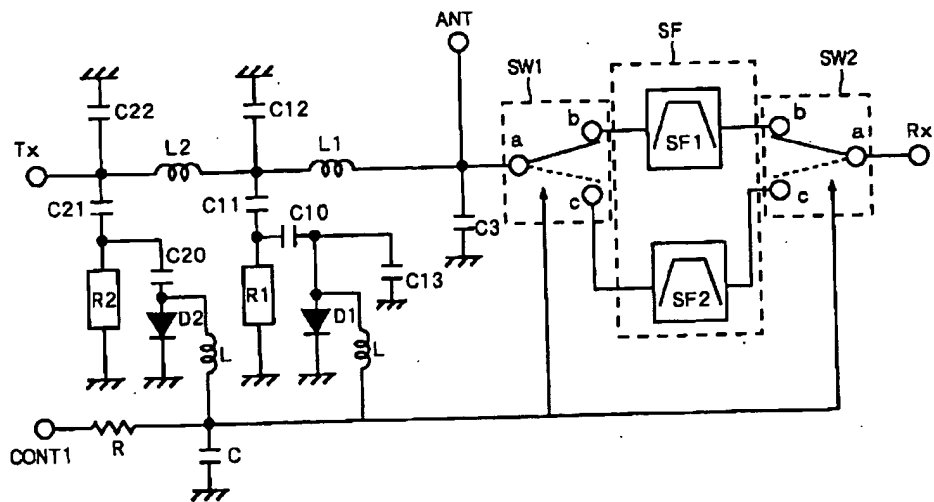 ANT
SF
SW1
SW2
C22
C12
b
b
a
Rx
Tx
L2
L1
a
SF1
C21
C11
C10
c
c
C3
C20
C13
R2
D2
R1
D1
SF2
L
L
CONT1
R
C